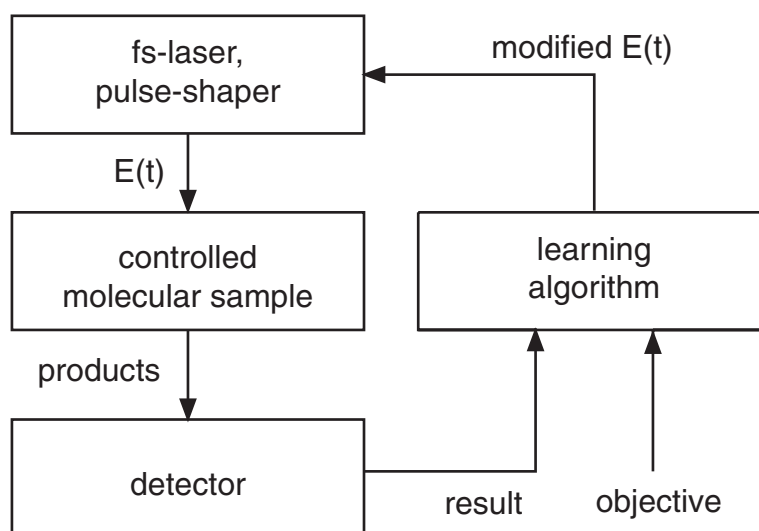 fs-laser,
pulse-shaper
modified E(t)
E(t)
controlled
molecular sample
learning
algorithm
products
detector
result
objective